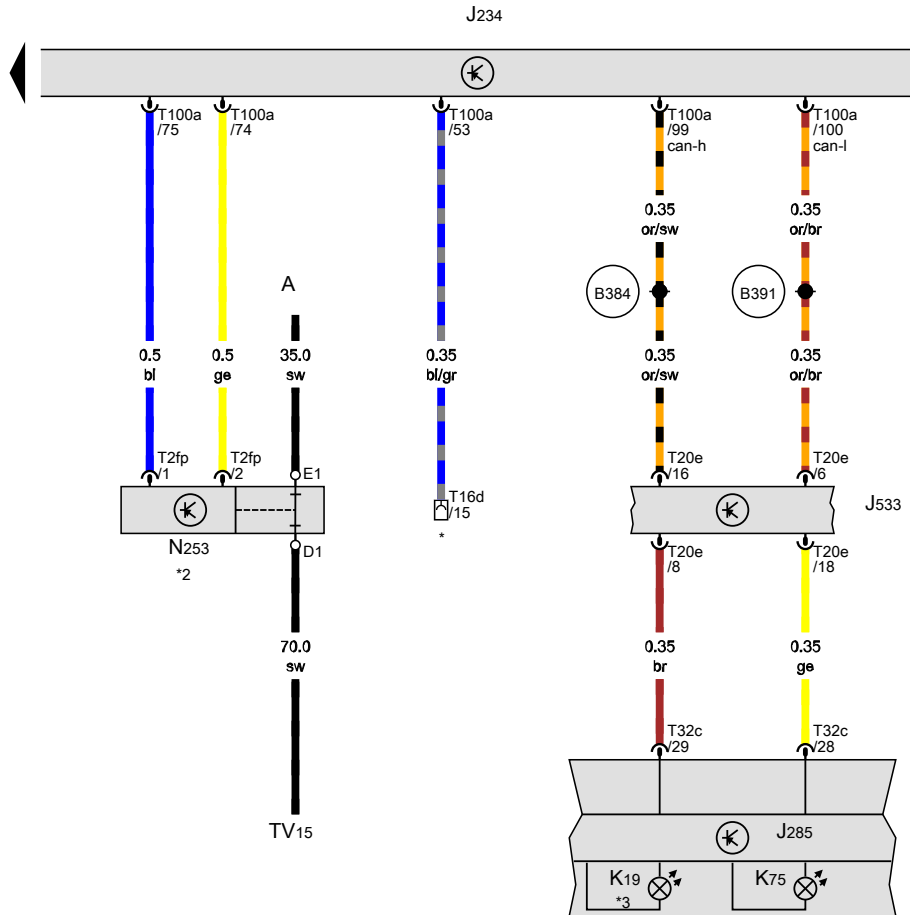 J234
T100a
/75
T100a
/74
T100a
/53
T100a
/99
can-h
T100a
/100
can-l
0.35
or/sw
0.35
or/br
A
B384
B391
0.5
bl
0.5
ge
35.0
sw
0.35
bl/gr
0.35
or/sw
0.35
or/br
T2fp
/1
T2fp
/2
E1
T16d
/15
*
T20e
/16
T20e
/6
J533
N253
*2
D1
T20e
/8
T20e
/18
70.0
sw
0.35
br
0.35
ge
T32c
/29
T32c
/28
TV15
J285
K19
*3
K75